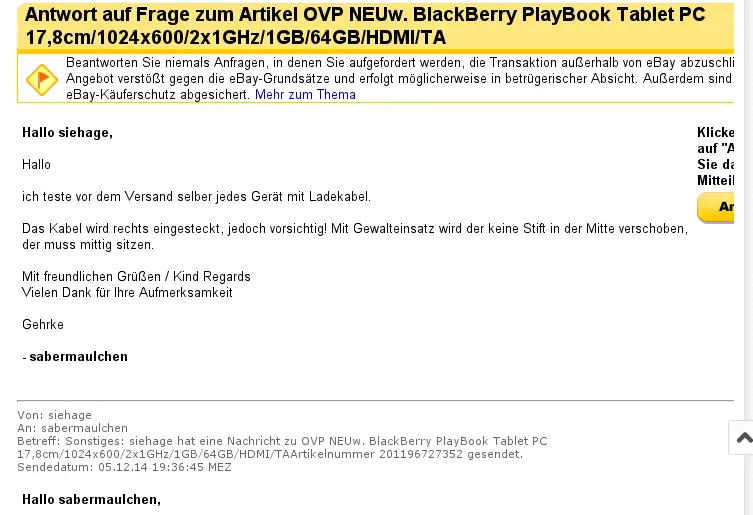 Antwort auf Frage zum Artikel OVP NEUw. BlackBerry PlayBook Tablet PC
17,8cm/1024x600/2x1GHz/1GB/64GB/HDMI/TA
Beantworten Sie niemals Anfragen, in denen Sie aufgefordert werden, die Transaktion außerhalb von eBay abzuschli
Angebot verstößt gegen die eBay-Grundsätze und erfolgt möglicherweise in betrügerischer Absicht. Außerdem sind
eBay-Käuferschutz abgesichert. Mehr zum Thema
Hallo siehage,
Hallo
ich teste vor dem Versand selber jedes Gerät mit Ladekabel.
Das Kabel wird rechts eingesteckt, jedoch vorsichtig! Mit Gewalteinsatz wird der keine Stift in der Mitte verschoben,
der muss mittig sitzen.
Mit freundlichen Grüßen / Kind Regards
Vielen Dank für Ihre Aufmerksamkeit
Gehrke
- sabermaulchen
Klicke
auf "A
Sie da
Mitteil
An
Von: siehage
An: sabermaulchen
Betreff: Sonstiges: siehage hat eine Nachricht zu OVP NEUw. BlackBerry PlayBook Tablet PC
17,8cm/1024x600/2x1GHz/1GB/64GB/HDMI/TAArtikelnummer 201196727352 gesendet.
Sendedatum: 05.12.14 19:36:45 MEZ
Hallo sabermaulchen,